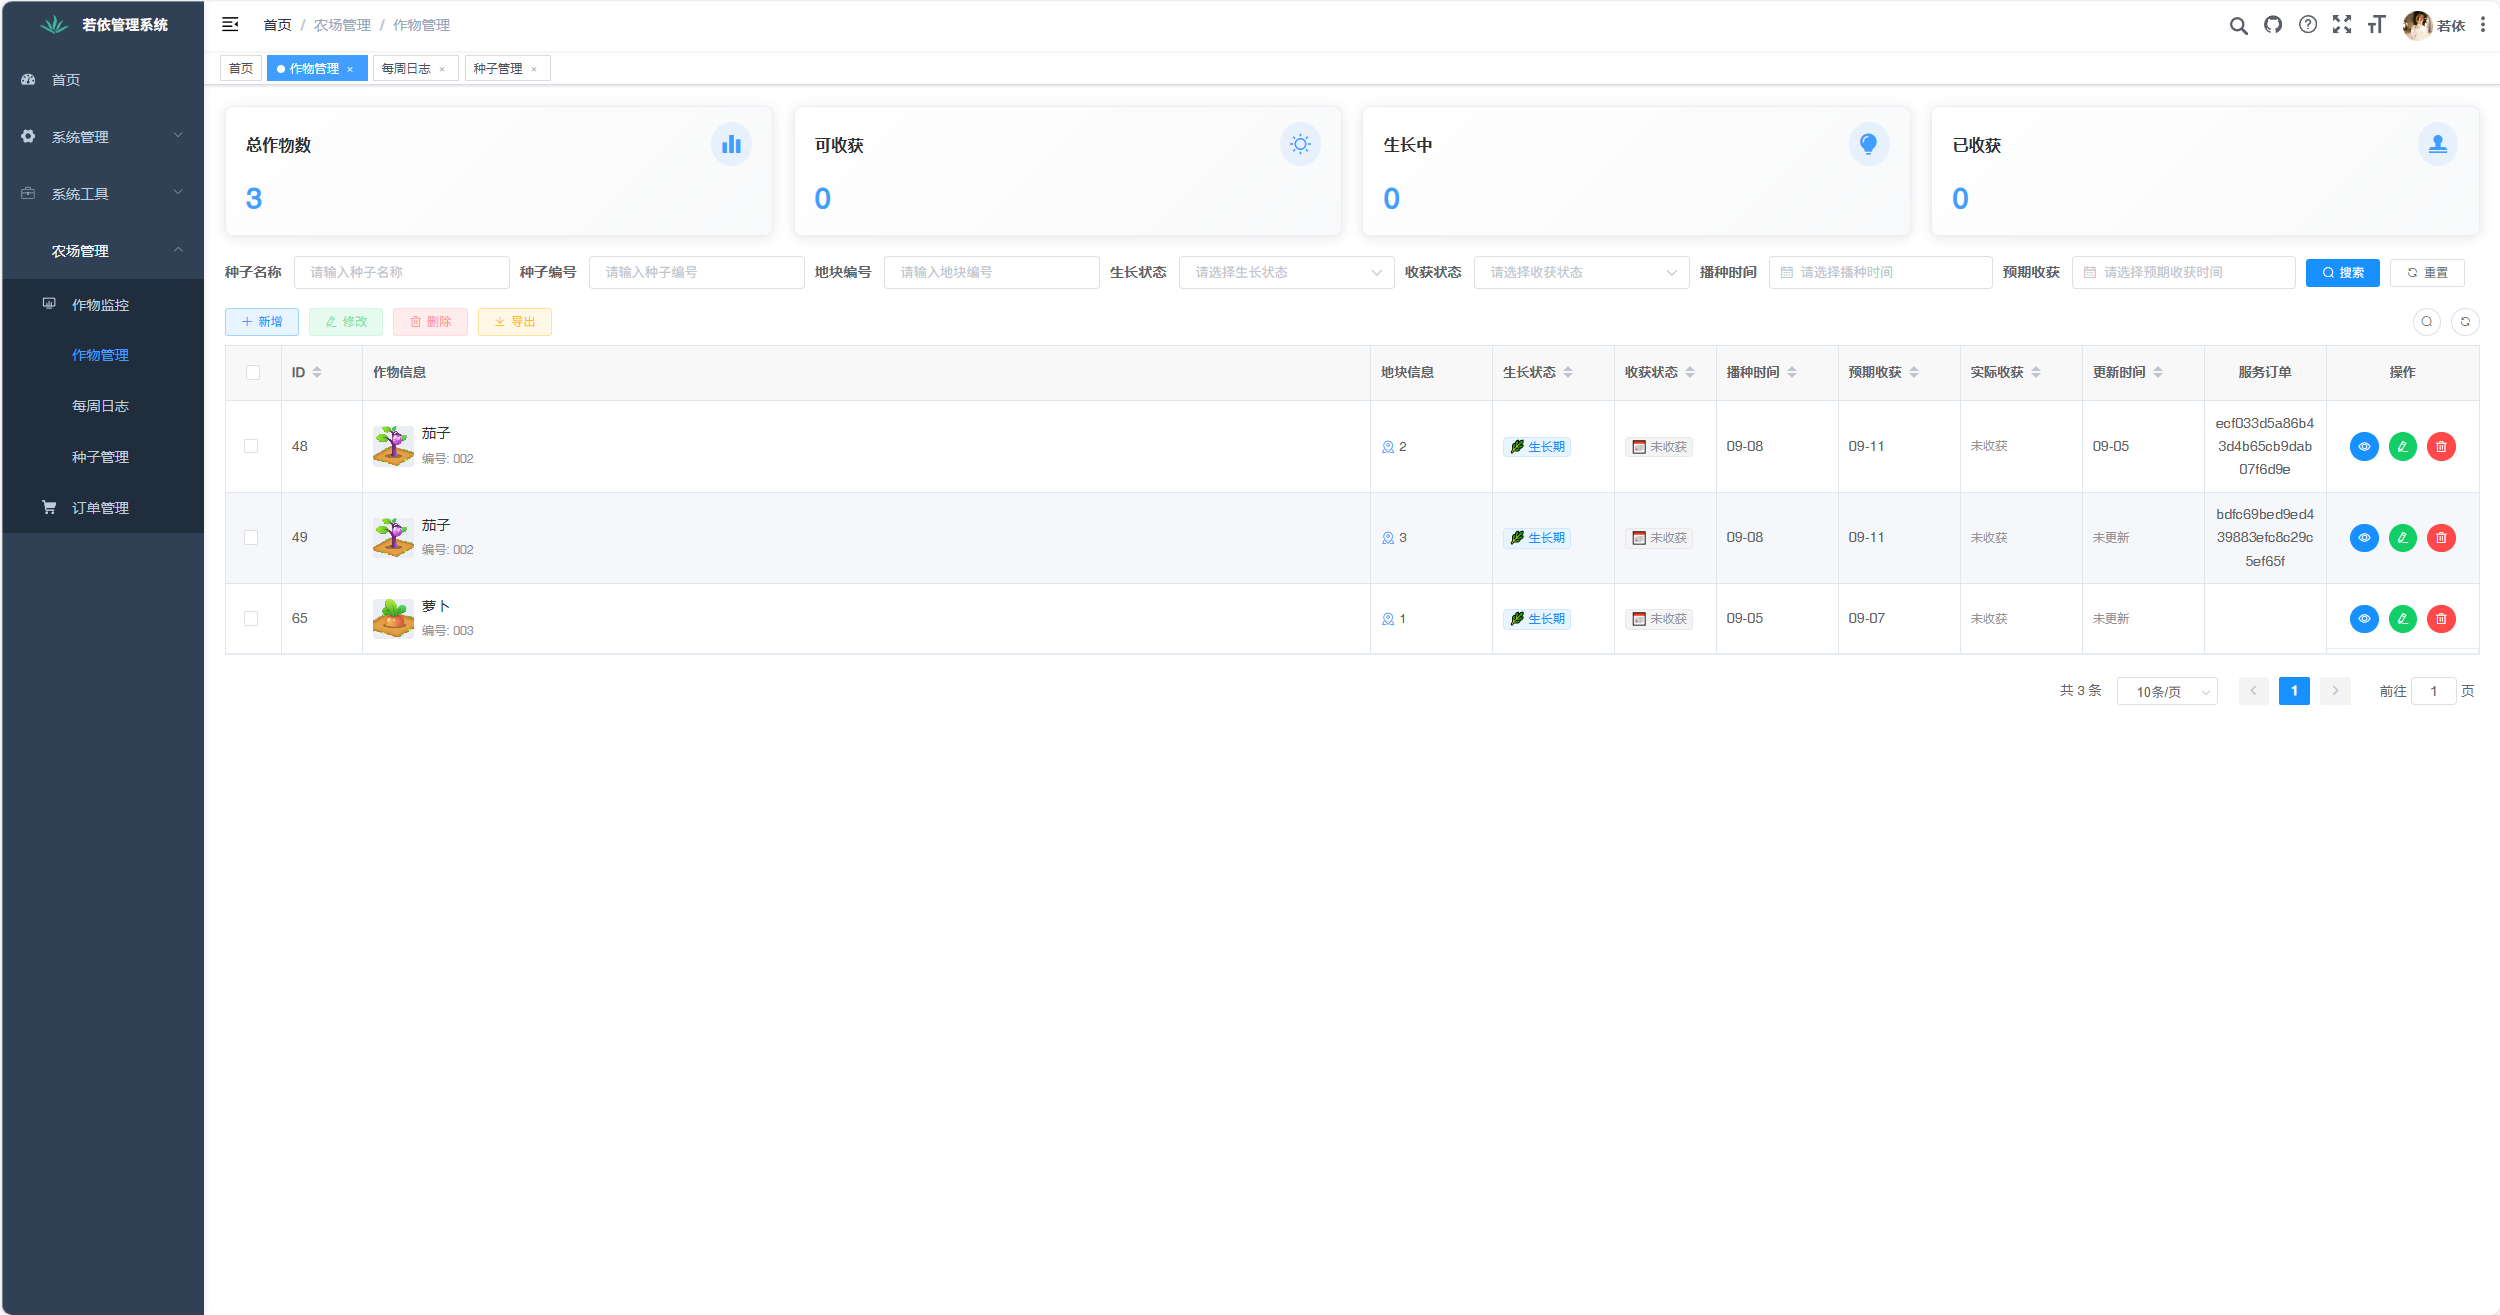 若依管理系统
首页 / 农场管理 / 作物管理
若依
首页
作物管理 ×
每周日志 ×
种子管理 ×
首页
系统管理
系统工具
农场管理
作物监控
作物管理
每周日志
种子管理
订单管理
总作物数
3
可收获
0
生长中
0
已收获
0
种子名称 请输入种子名称 种子编号 请输入种子编号 地块编号 请输入地块编号 生长状态 请选择生长状态 收获状态 请选择收获状态 播种时间 请选择播种时间 预期收获 请选择预期收获时间 搜索 重置
新增 修改 删除 导出
ID 作物信息 地块信息 生长状态 收获状态 播种时间 预期收获 实际收获 更新时间 服务订单 操作
48 茄子 编号: 002 2 生长期 未收获 09-08 09-11 未收获 09-05
ecf033d5a86b4
3d4b65cb9dab
07f6d9e
49 茄子 编号: 002 3 生长期 未收获 09-08 09-11 未收获 未更新
bdfc69bed9ed4
39883efc8c29c
5ef65f
65 萝卜 编号: 003 1 生长期 未收获 09-05 09-07 未收获 未更新
共 3 条 10条/页 1 前往 1 页